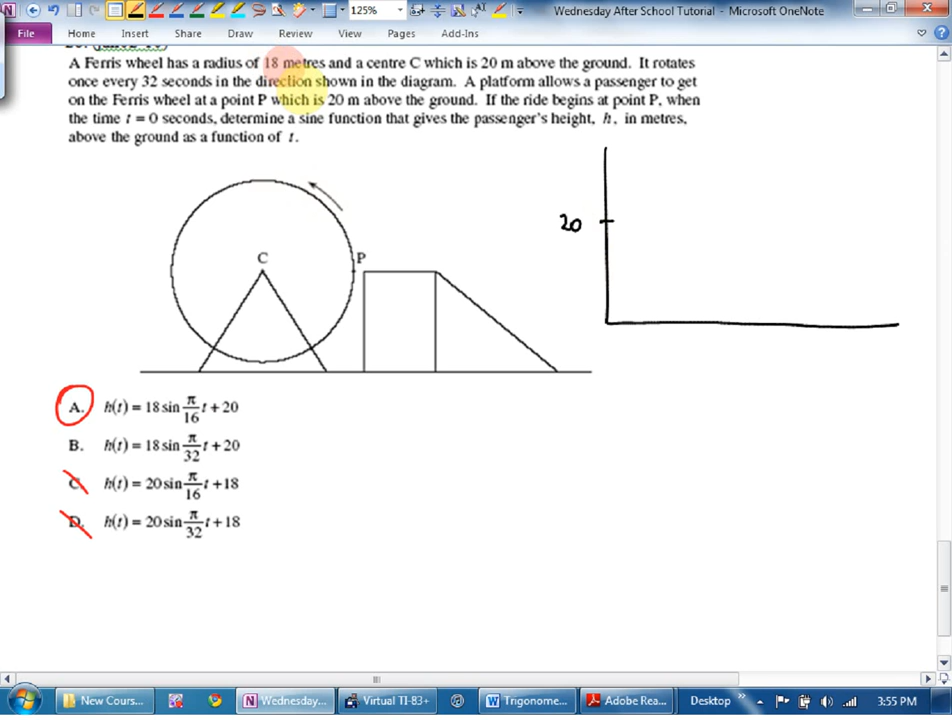 125%
Wednesday After School Tutorial - Microsoft OneNote
File Home Insert Share Draw Review View Pages Add-Ins
A Ferris wheel has a radius of 18 metres and a centre C which is 20 m above the ground. It rotates
once every 32 seconds in the direction shown in the diagram. A platform allows a passenger to get
on the Ferris wheel at a point P which is 20 m above the ground. If the ride begins at point P, when
the time t = 0 seconds, determine a sine function that gives the passenger's height, h, in metres,
above the ground as a function of t.
20
C
P
A. h(t) = 18 sin π/16 t + 20
B. h(t) = 18 sin π/32 t + 20
C. h(t) = 20 sin π/16 t + 18
D. h(t) = 20 sin π/32 t + 18
New Cours... Wednesday... Virtual TI-83+ Trigonome... Adobe Rea... Desktop 3:55 PM